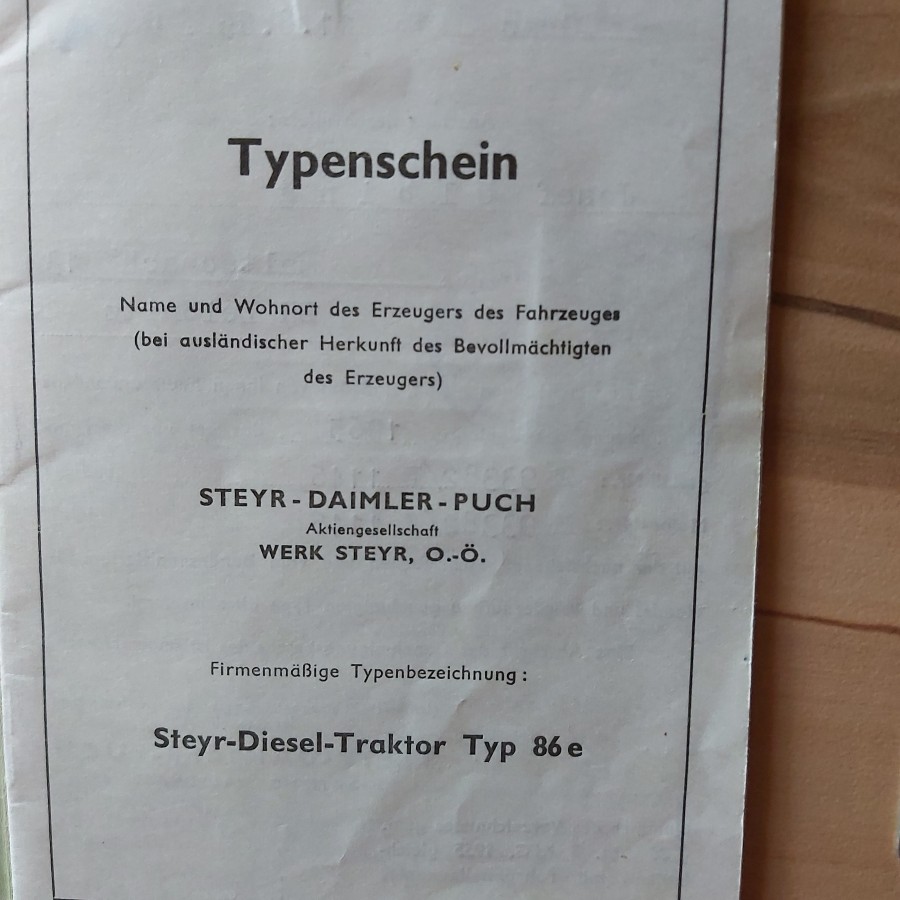 Typenschein
Name und Wohnort des Erzeugers des Fahrzeuges
(bei ausländischer Herkunft des Bevollmächtigten
des Erzeugers)
STEYR - DAIMLER - PUCH
Aktiengesellschaft
WERK STEYR, O.-Ö.
Firmenmäßige Typenbezeichnung :
Steyr-Diesel-Traktor Typ 86 e